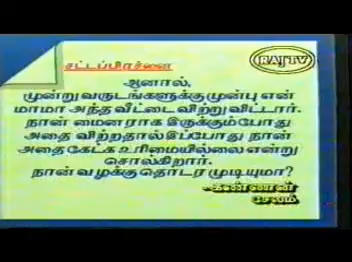 RAJ TV
சட்டப்பிரச்னை
ஆனால்,
மூன்று வருடங்களுக்கு முன்பு என்
மாமா அந்த வீட்டை விற்று விட்டார்.
நான் மைனராக இருக்கும்போது
அதை விற்றதால் இப்போது நான்
அதை கேட்க உரிமையில்லை என்று
சொல்கிறார்.
நான் வழக்கு தொடர முடியுமா?
-கண்ணன்
சேலம்